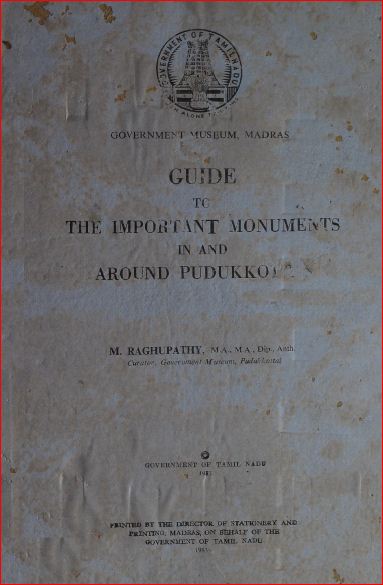 GOVERNMENT OF TAMIL NADU
GOVERNMENT MUSEUM, MADRAS
GUIDE
TO
THE IMPORTANT MONUMENTS
IN AND
AROUND
M. RAGHUPATHY, M.A., M.A., Dip., Anth.
Curator, Government Museum, Pudukkottai
GOVERNMENT OF TAMIL NADU
PRINTED BY THE DIRECTOR OF STATIONERY AND
PRINTING, MADRAS, ON BEHALF OF THE
GOVERNMENT OF TAMIL NADU